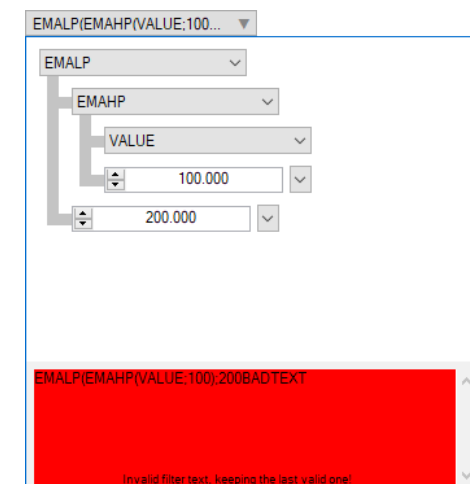 EMALP(EMAHP(VALUE;100...
EMALP
EMAHP
VALUE
100.000
200.000
EMALP(EMAHP(VALUE;100);200BADTEXT
Invalid filter text, keeping the last valid one!